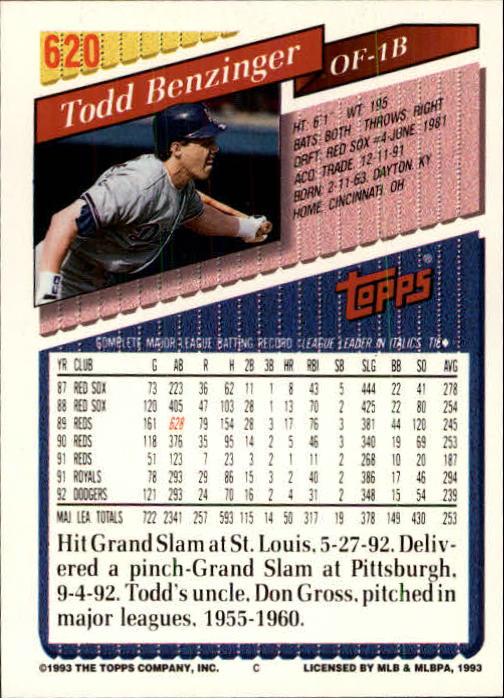 620
Todd Benzinger
OF-1B
HT: 6'1" WT: 195
BATS: BOTH THROWS: RIGHT
DRFT: RED SOX #4-JUNE, 1981
ACQ: TRADE, 12-11-91
BORN: 2-11-63, DAYTON, KY
HOME: CINCINNATI, OH
Topps®
COMPLETE MAJOR LEAGUE BATTING RECORD (LEAGUE LEADER IN ITALICS, TIE♦)
YR CLUB G AB R H 2B 3B HR RBI SB SLG BB SO AVG
87 RED SOX 73 223 36 62 11 1 8 43 5 444 22 41 278
88 RED SOX 120 405 47 103 28 1 13 70 2 425 22 80 254
89 REDS 161 628 79 154 28 3 17 76 3 381 44 120 245
90 REDS 118 376 35 95 14 2 5 46 3 340 19 69 253
91 REDS 51 123 7 23 3 2 1 11 2 268 10 20 187
91 ROYALS 78 293 29 86 15 3 2 40 2 386 17 46 294
92 DODGERS 121 293 24 70 16 2 4 31 2 348 15 54 239
MAJ. LEA. TOTALS 722 2341 257 593 115 14 50 317 19 378 149 430 253
Hit Grand Slam at St. Louis, 5-27-92. Deliv-
ered a pinch-Grand Slam at Pittsburgh,
9-4-92. Todd's uncle, Don Gross, pitched in
major leagues, 1955-1960.
©1993 THE TOPPS COMPANY, INC. C LICENSED BY MLB & MLBPA, 1993